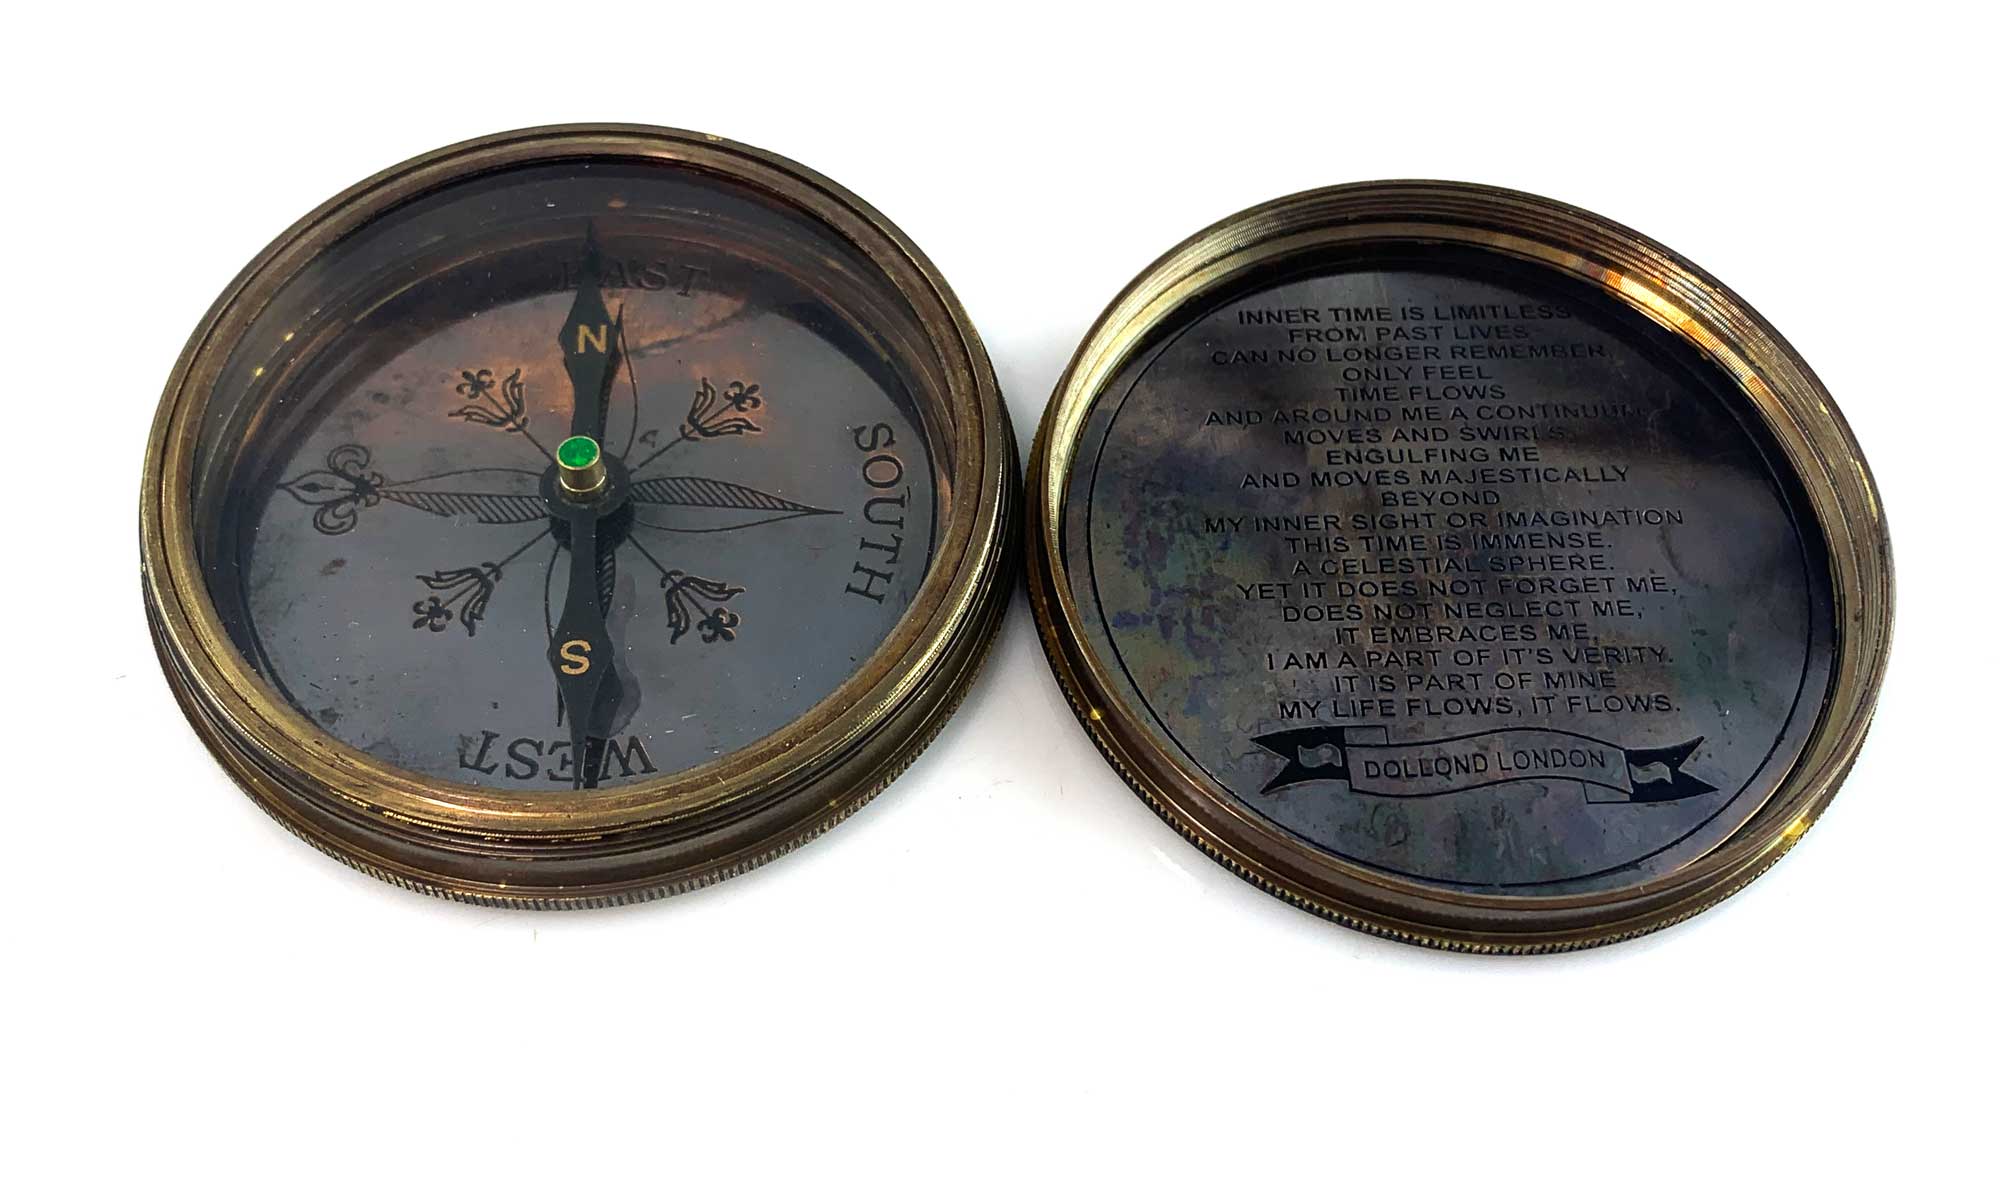 EAST
N
SOUTH
S
WEST
INNER TIME IS LIMITLESS
FROM PAST LIVES
CAN NO LONGER REMEMBER,
ONLY FEEL
TIME FLOWS
AND AROUND ME A CONTINUUM
MOVES AND SWIRLS,
ENGULFING ME
AND MOVES MAJESTICALLY
BEYOND
MY INNER SIGHT OR IMAGINATION
THIS TIME IS IMMENSE.
A CELESTIAL SPHERE.
YET IT DOES NOT FORGET ME,
DOES NOT NEGLECT ME,
IT EMBRACES ME,
I AM A PART OF IT'S VERITY.
IT IS PART OF MINE
MY LIFE FLOWS, IT FLOWS.
DOLLOND LONDON